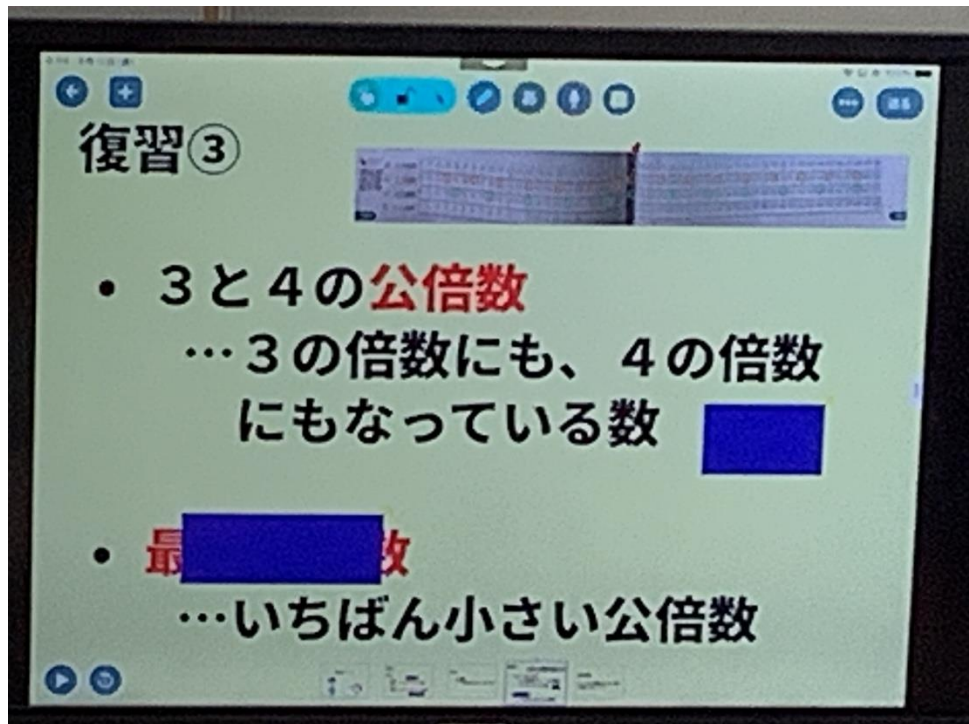 送る
復習③
・3と4の公倍数
…3の倍数にも、4の倍数
にもなっている数
・最 数
…いちばん小さい公倍数